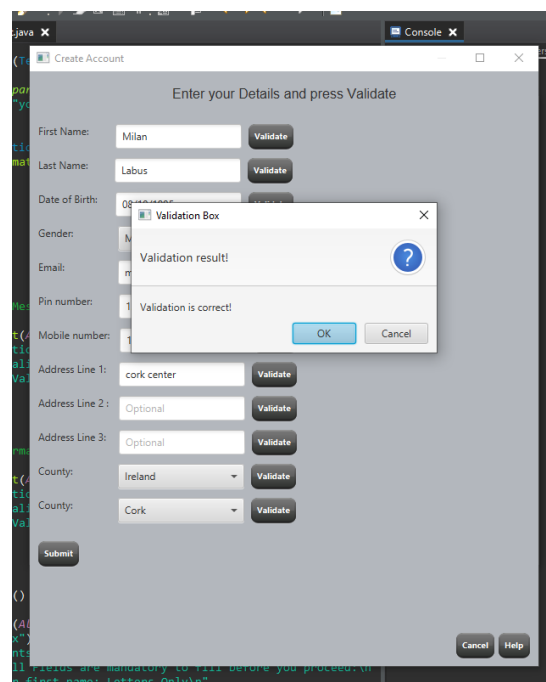 .java
Console
Create Account
Enter your Details and press Validate
First Name: Milan Validate
Last Name: Labus Validate
Date of Birth:
Validation Box
Gender:
Validation result!
Email:
Pin number:
Validation is correct!
Mobile number:
OK Cancel
Address Line 1: cork center Validate
Address Line 2 : Optional Validate
Address Line 3: Optional Validate
County: Ireland Validate
County: Cork Validate
Submit
Cancel Help
ll Fields are mandatory to fill before you proceed:\n
first name: Letters Only\n"